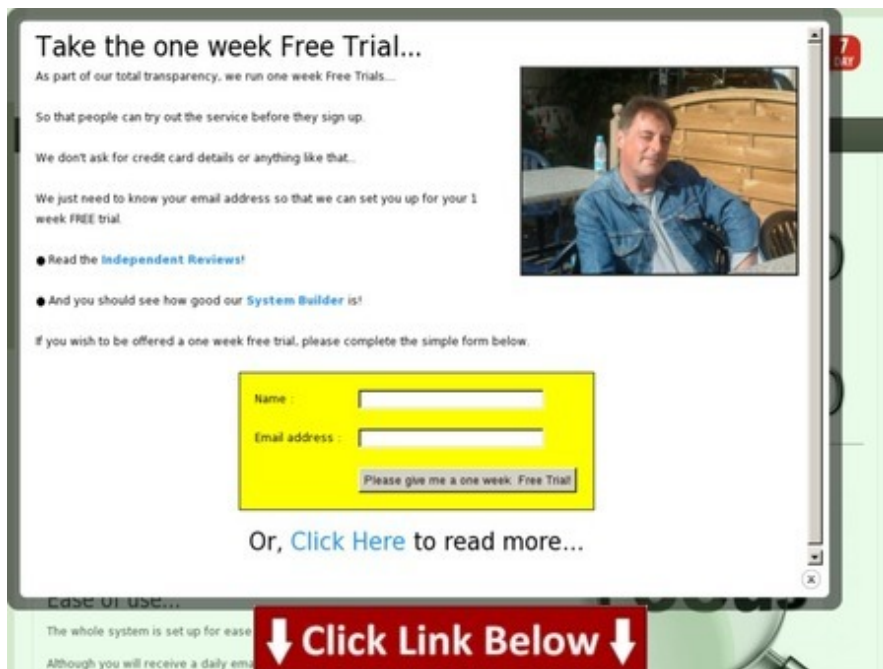 Take the one week Free Trial...
7
DAY
As part of our total transparency, we run one week Free Trials...
So that people can try out the service before they sign up.
We don't ask for credit card details or anything like that...
We just need to know your email address so that we can set you up for your 1
week FREE trial.
● Read the Independent Reviews!
● And you should see how good our System Builder is!
If you wish to be offered a one week free trial, please complete the simple form below.
Name :
Email address :
Please give me a one week Free Trial!
Or, Click Here to read more...
Ease of use...
The whole system is set up for ease
Although you will receive a daily
Click Link Below